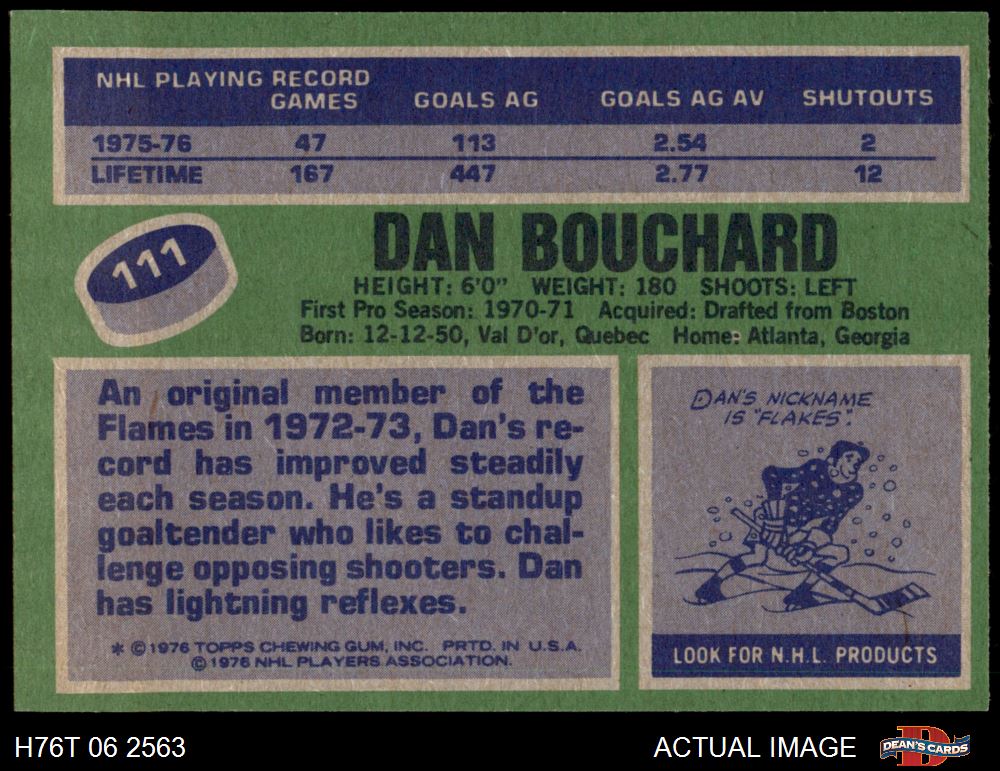 NHL PLAYING RECORD
GAMES GOALS AG GOALS AG AV SHUTOUTS
1975-76 47 113 2.54 2
LIFETIME 167 447 2.77 12
111
DAN BOUCHARD
HEIGHT: 6'0" WEIGHT: 180 SHOOTS: LEFT
First Pro Season: 1970-71 Acquired: Drafted from Boston
Born: 12-12-50, Val D'or, Quebec Home: Atlanta, Georgia
An original member of the
Flames in 1972-73, Dan's re-
cord has improved steadily
each season. He's a standup
goaltender who likes to chal-
lenge opposing shooters. Dan
has lightning reflexes.
* ©1976 TOPPS CHEWING GUM, INC. PRTD. IN U.S.A.
©1976 NHL PLAYERS ASSOCIATION.
DAN'S NICKNAME
IS "FLAKES".
LOOK FOR N.H.L. PRODUCTS
H76T 06 2563
ACTUAL IMAGE
DEAN'S CARDS